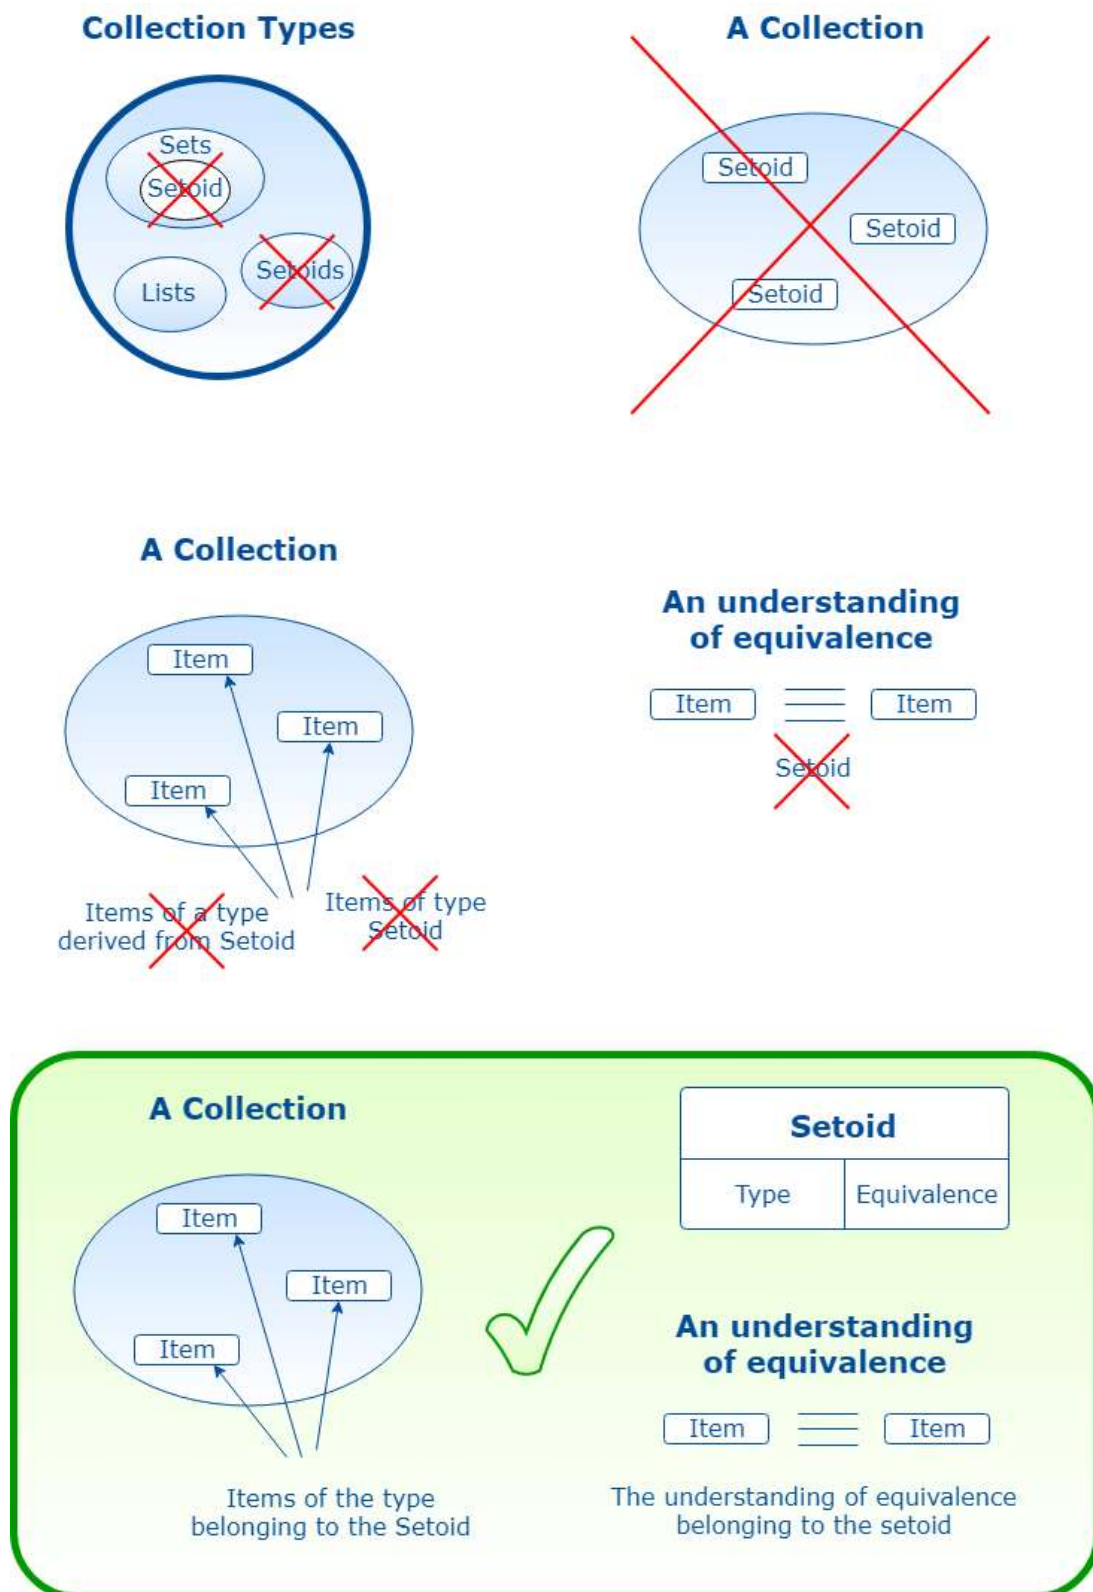 Collection Types
Sets
Setoid
Setoids
Lists
A Collection
Setoid
Setoid
Setoid
A Collection
Item
Item
Item
Items of a type
derived from Setoid
Items of type
Setoid
An understanding
of equivalence
Item
Item
Setoid
A Collection
Item
Item
Item
Items of the type
belonging to the Setoid
Setoid
Type
Equivalence
An understanding
of equivalence
Item
Item
The understanding of equivalence
belonging to the setoid